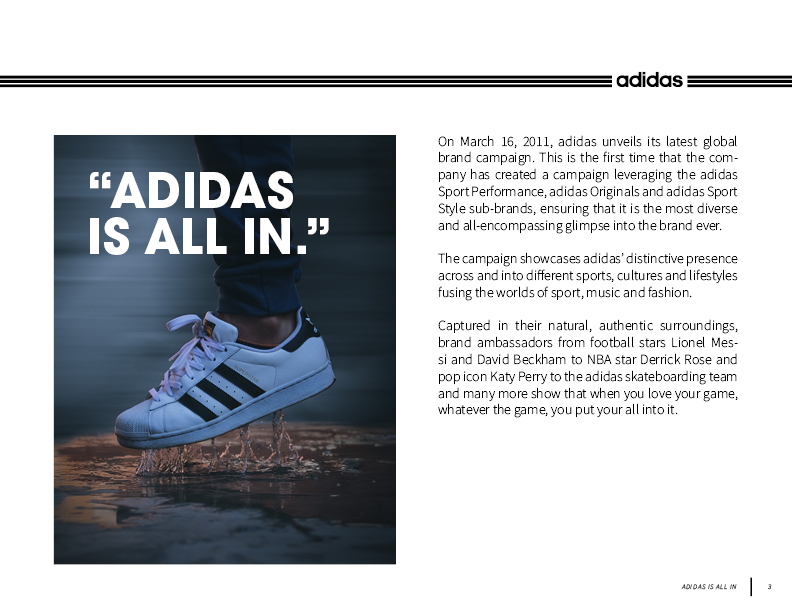 adidas
“ADIDAS
IS ALL IN.”
On March 16, 2011, adidas unveils its latest global
brand campaign. This is the first time that the com-
pany has created a campaign leveraging the adidas
Sport Performance, adidas Originals and adidas Sport
Style sub-brands, ensuring that it is the most diverse
and all-encompassing glimpse into the brand ever.
The campaign showcases adidas’ distinctive presence
across and into different sports, cultures and lifestyles
fusing the worlds of sport, music and fashion.
Captured in their natural, authentic surroundings,
brand ambassadors from football stars Lionel Mes-
si and David Beckham to NBA star Derrick Rose and
pop icon Katy Perry to the adidas skateboarding team
and many more show that when you love your game,
whatever the game, you put your all into it.
ADIDAS IS ALL IN
3